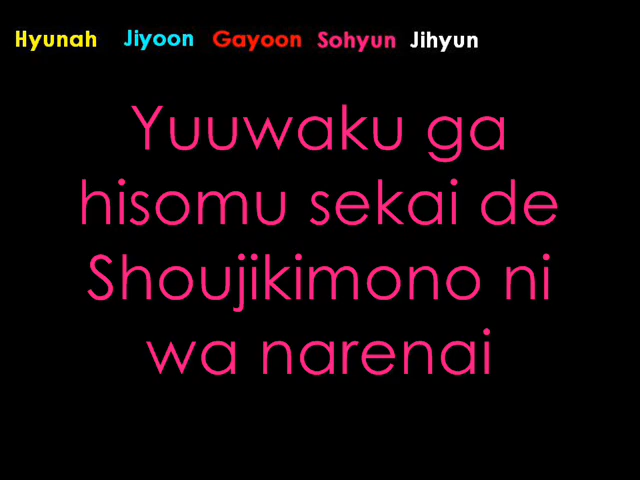 Hyunah Jiyoon Gayoon Sohyun Jihyun
Yuuwaku ga
hisomu sekai de
Shoujikimono ni
wa narenai